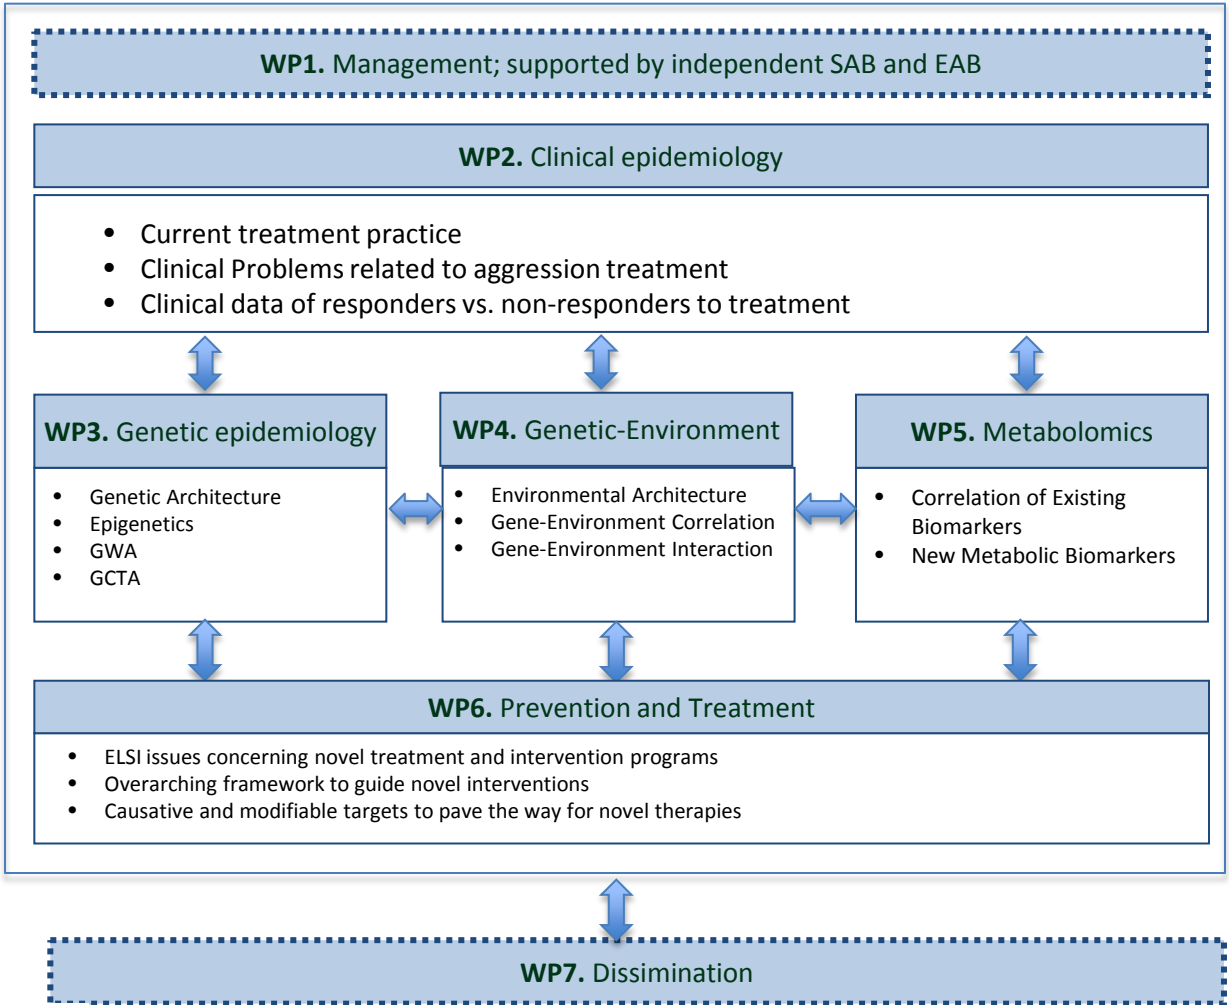 WP1. Management; supported by independent SAB and EAB
WP2. Clinical epidemiology
• Current treatment practice
• Clinical Problems related to aggression treatment
• Clinical data of responders vs. non-responders to treatment
WP3. Genetic epidemiology
• Genetic Architecture
• Epigenetics
• GWA
• GCTA
WP4. Genetic-Environment
• Environmental Architecture
• Gene-Environment Correlation
• Gene-Environment Interaction
WP5. Metabolomics
• Correlation of Existing
Biomarkers
• New Metabolic Biomarkers
WP6. Prevention and Treatment
• ELSI issues concerning novel treatment and intervention programs
• Overarching framework to guide novel interventions
• Causative and modifiable targets to pave the way for novel therapies
WP7. Dissimination